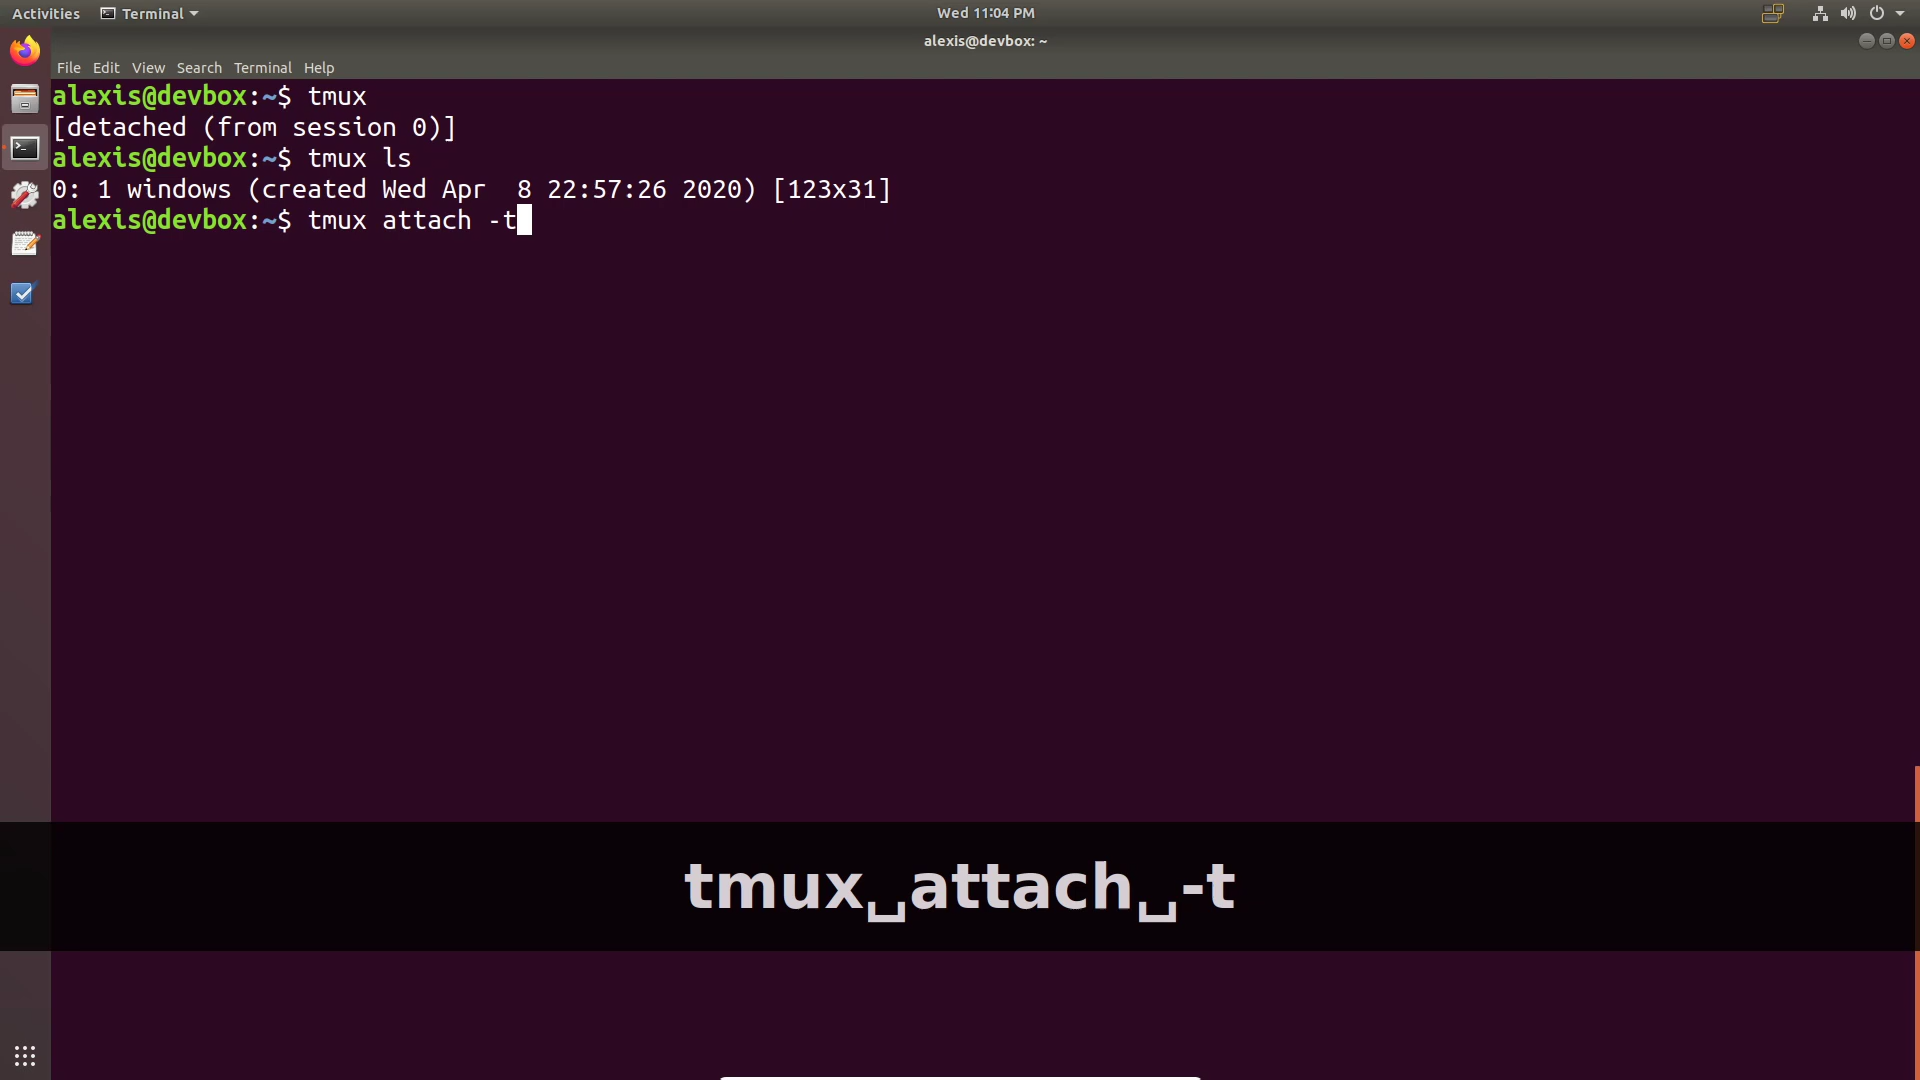 Activities Terminal Wed 11:04 PM
alexis@devbox: ~
File Edit View Search Terminal Help
alexis@devbox:~$ tmux
[detached (from session 0)]
alexis@devbox:~$ tmux ls
0: 1 windows (created Wed Apr  8 22:57:26 2020) [123x31]
alexis@devbox:~$ tmux attach -t
tmux␣attach␣-t